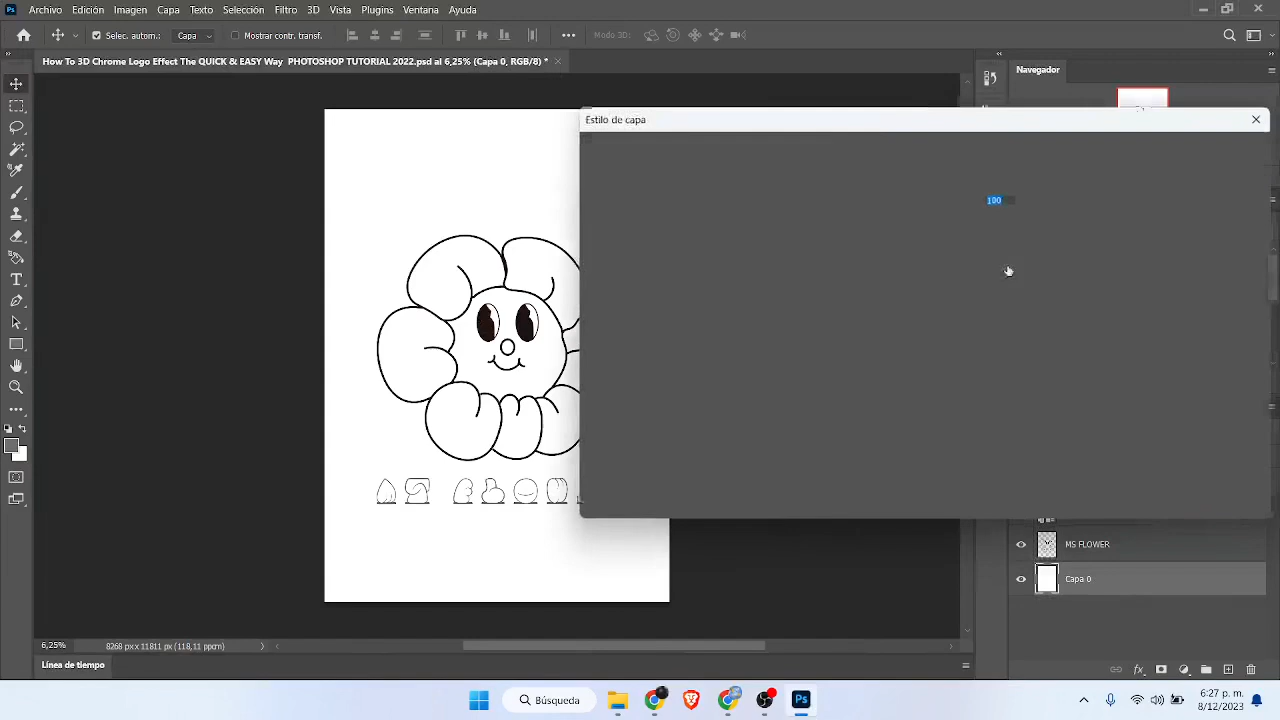 Ps Archivo Edición Imagen Capa Texto Selección Filtro 3D Vista Plugins Ventana Ayuda
Selec. autom.: Capa Mostrar contr. transf. Modo 3D:
How To 3D Chrome Logo Effect The QUICK & EASY Way PHOTOSHOP TUTORIAL 2022.psd al 6,25% (Capa 0, RGB/8) *
Navegador
Estilo de capa
100
MS FLOWER
Capa 0
6,25% 8268 px x 11811 px (118,11 ppcm)
Línea de tiempo
fx
Búsqueda
Ps
6:27 p. m.
8/12/2023